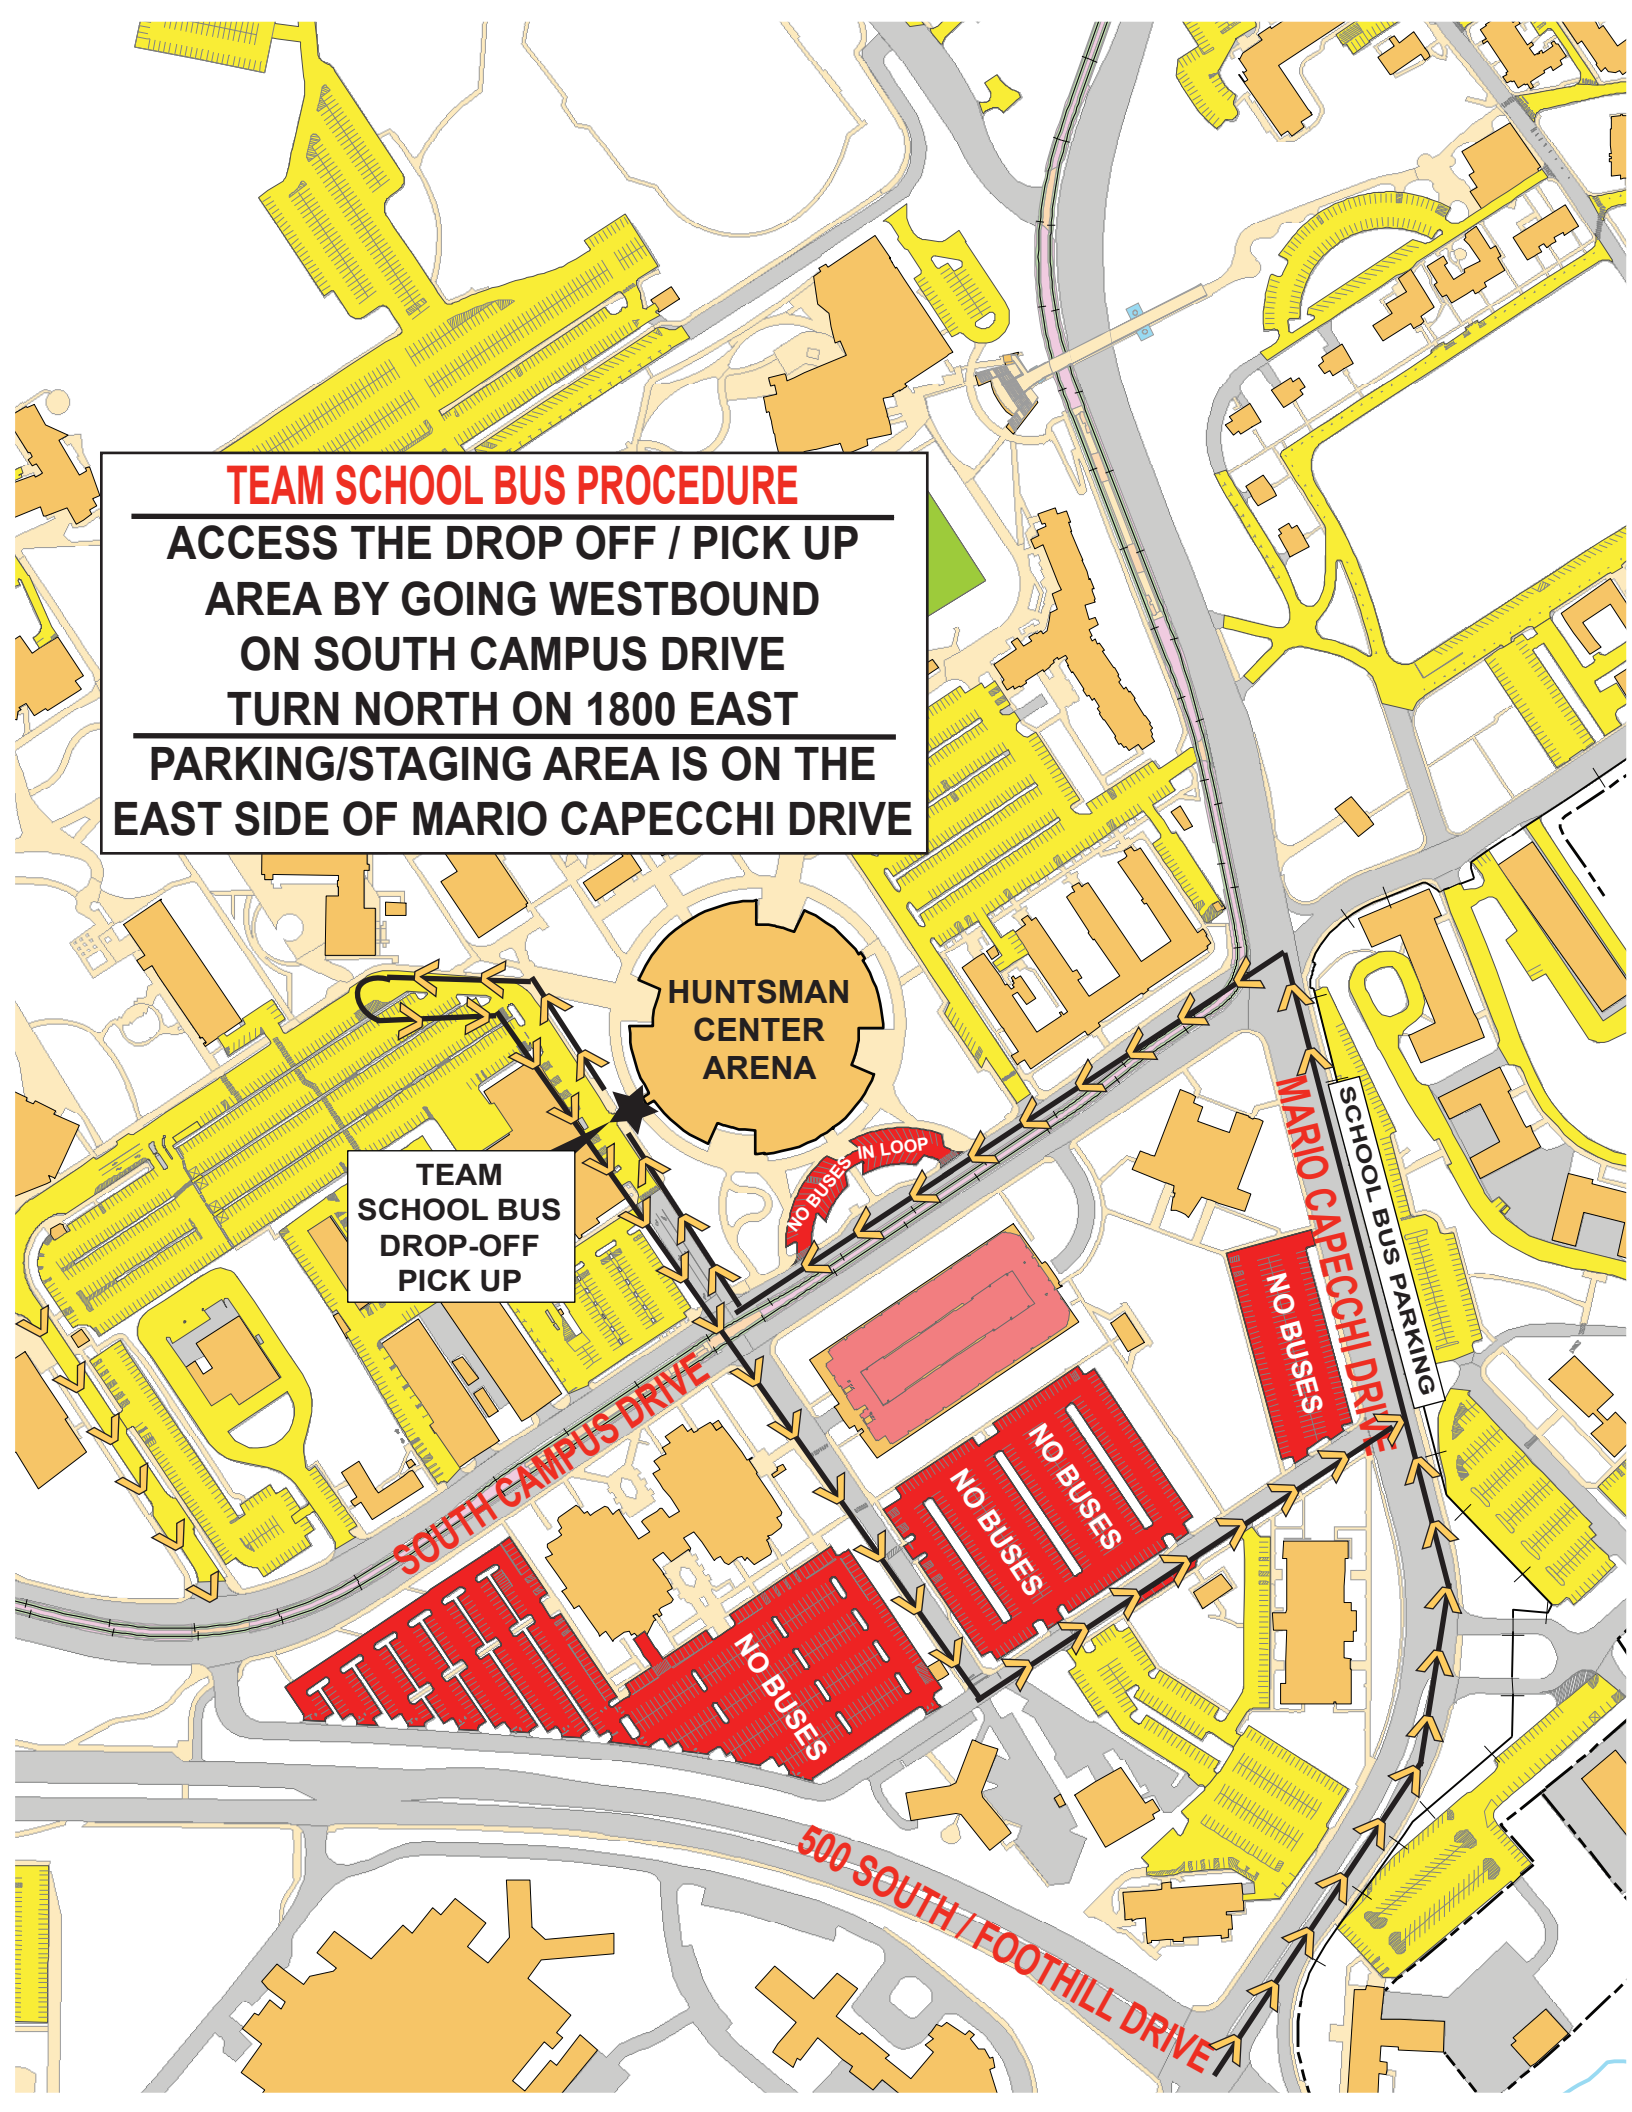 TEAM SCHOOL BUS PROCEDURE
ACCESS THE DROP OFF / PICK UP
AREA BY GOING WESTBOUND
ON SOUTH CAMPUS DRIVE
TURN NORTH ON 1800 EAST
PARKING/STAGING AREA IS ON THE
EAST SIDE OF MARIO CAPECCHI DRIVE
HUNTSMAN
CENTER
ARENA
TEAM
SCHOOL BUS
DROP-OFF
PICK UP
NO BUSES IN LOOP
MARIO CAPECCHI DRIVE
SCHOOL BUS PARKING
NO BUSES
SOUTH CAMPUS DRIVE
NO BUSES
NO BUSES
NO BUSES
500 SOUTH / FOOTHILL DRIVE